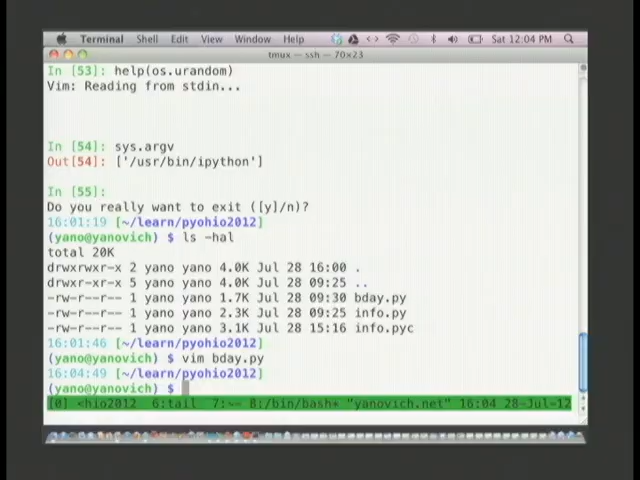 Terminal Shell Edit View Window Help Sat 12:04 PM
tmux — ssh — 70×23
In [53]: help(os.urandom)
Vim: Reading from stdin...
In [54]: sys.argv
Out[54]: ['/usr/bin/ipython']
In [55]:
Do you really want to exit ([y]/n)?
16:01:19 [~/learn/pyohio2012]
(yano@yanovich) $ ls -hal
total 20K
drwxrwxr-x 2 yano yano 4.0K Jul 28 16:00 .
drwxr-xr-x 5 yano yano 4.0K Jul 28 09:25 ..
-rw-r--r-- 1 yano yano 1.7K Jul 28 09:30 bday.py
-rw-r--r-- 1 yano yano 2.3K Jul 28 09:25 info.py
-rw-r--r-- 1 yano yano 3.1K Jul 28 15:16 info.pyc
16:01:46 [~/learn/pyohio2012]
(yano@yanovich) $ vim bday.py
16:04:49 [~/learn/pyohio2012]
(yano@yanovich) $
[0] <hio2012 6:tail 7:~- 8:/bin/bash* "yanovich.net" 16:04 28-Jul-12